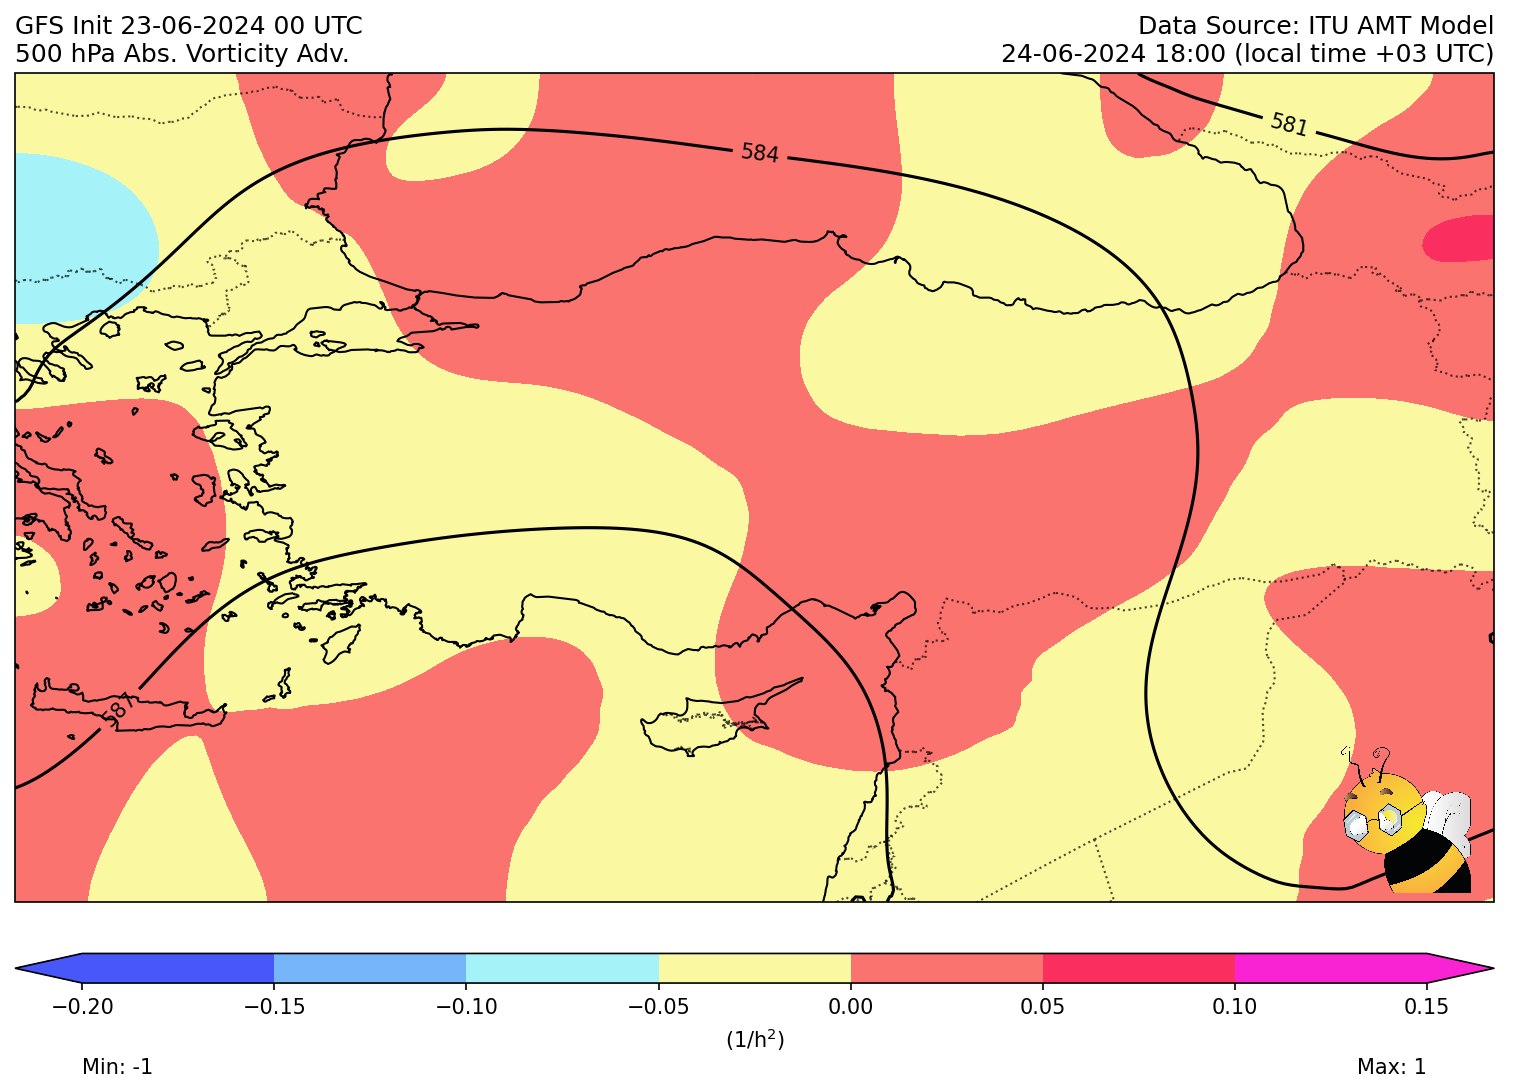 GFS Init 23-06-2024 00 UTC
Data Source: ITU AMT Model
500 hPa Abs. Vorticity Adv.
24-06-2024 18:00 (local time +03 UTC)
581
584
587
−0.20 −0.15 −0.10 −0.05 0.00 0.05 0.10 0.15
(1/h²)
Min: -1
Max: 1